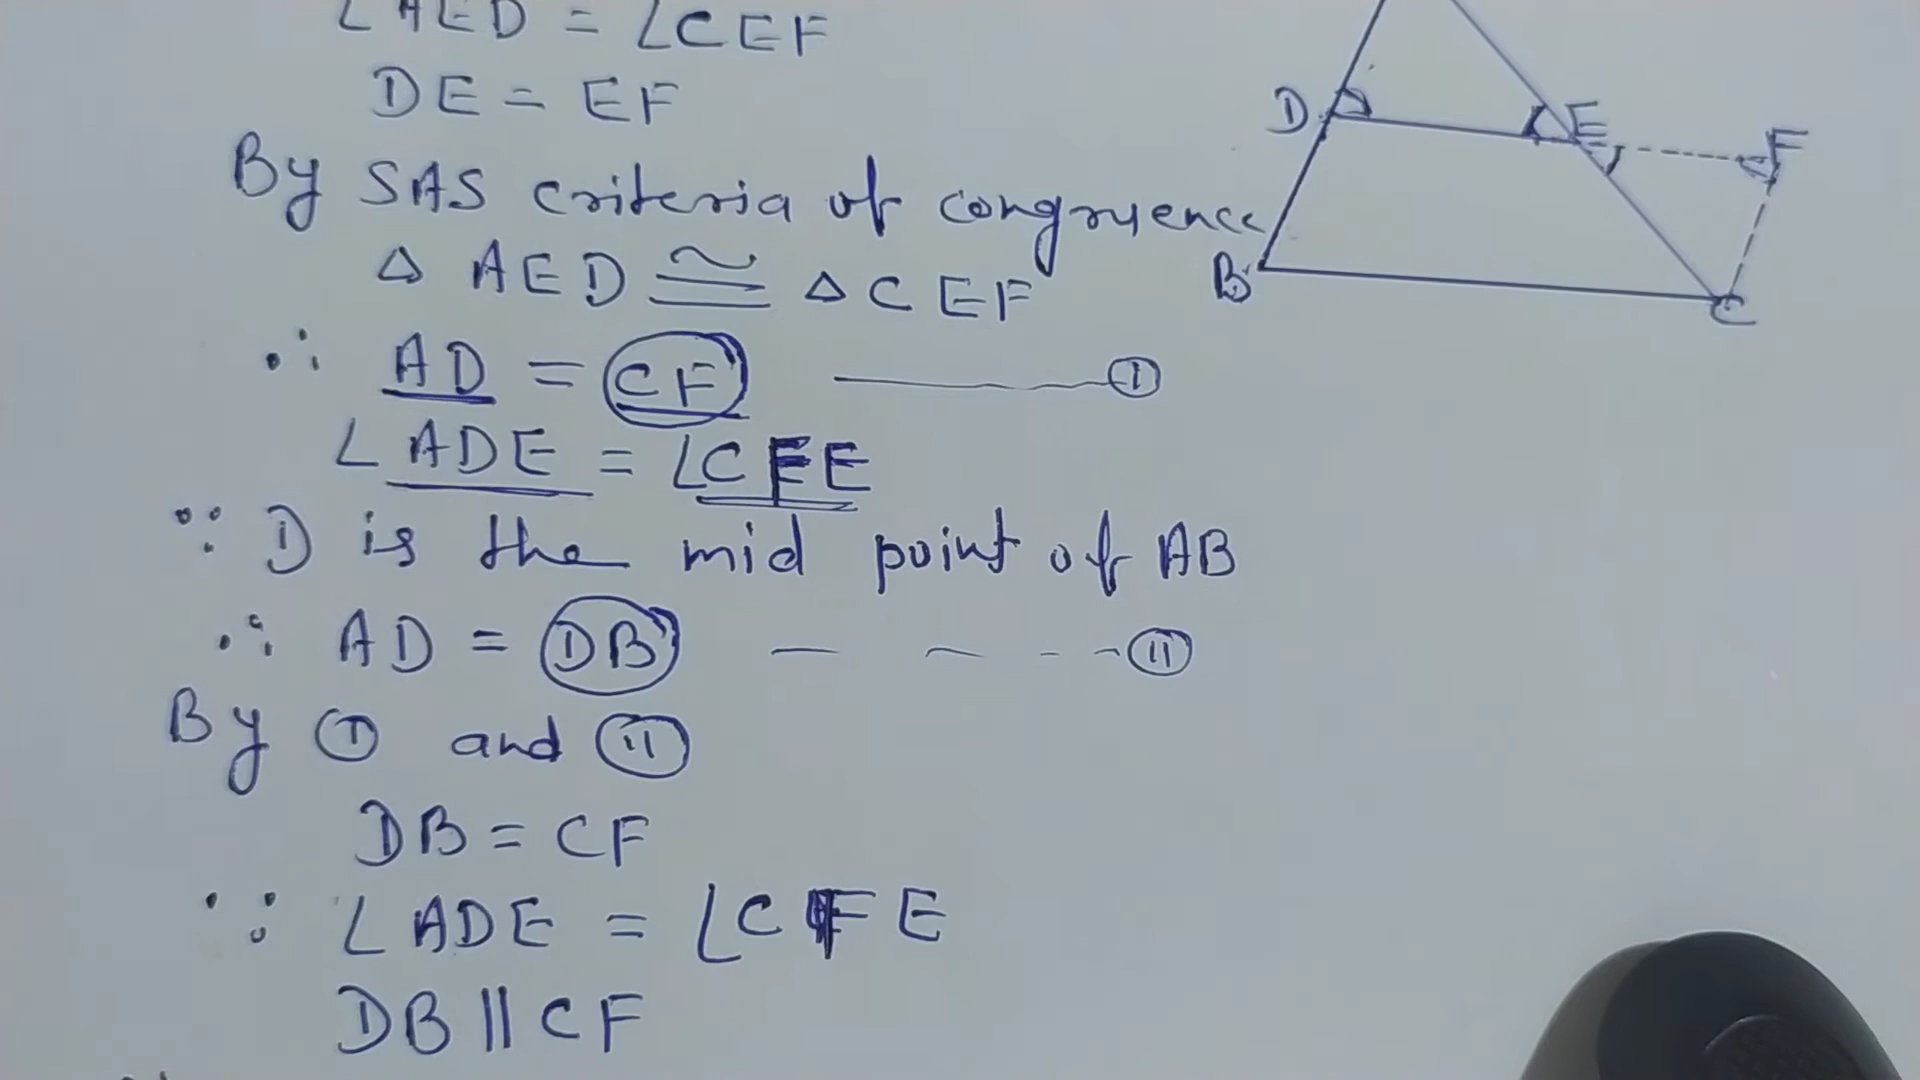 ∠AED = ∠CEF
DE = EF
By SAS criteria of congruence
△ AED ≅ △ CEF
∴ AD = CF ——— I
∠ADE = ∠CFE
∵ D is the mid point of AB
∴ AD = DB — – - - II
By I and II
DB = CF
∵ ∠ADE = ∠CFE
DB || CF
D
E
F
B
C